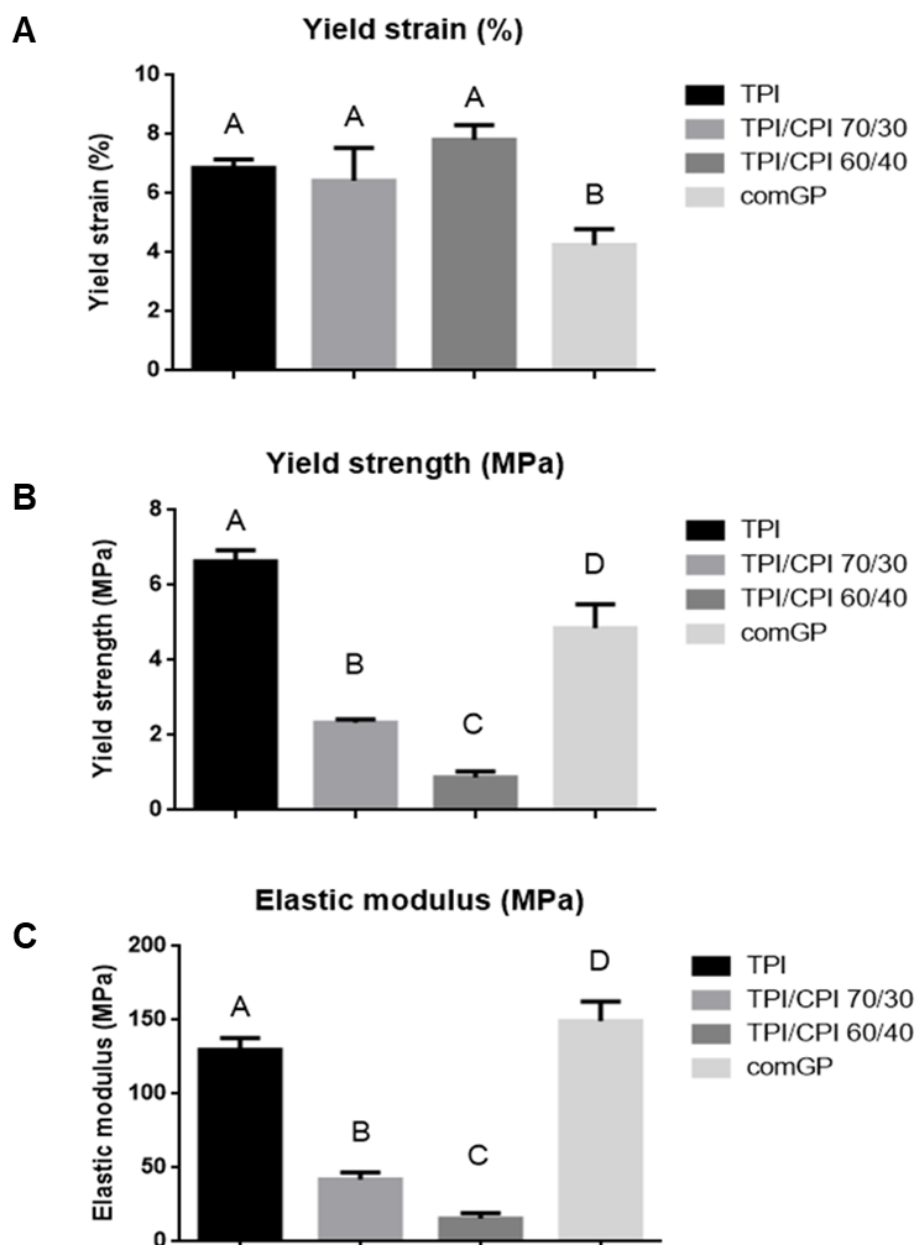 A
Yield strain (%)
Yield strain (%)
10
8
6
4
2
0
A
A
A
B
TPI
TPI/CPI 70/30
TPI/CPI 60/40
comGP
B
Yield strength (MPa)
Yield strength (MPa)
8
6
4
2
0
A
B
C
D
TPI
TPI/CPI 70/30
TPI/CPI 60/40
comGP
C
Elastic modulus (MPa)
Elastic modulus (MPa)
200
150
100
50
0
A
B
C
D
TPI
TPI/CPI 70/30
TPI/CPI 60/40
comGP